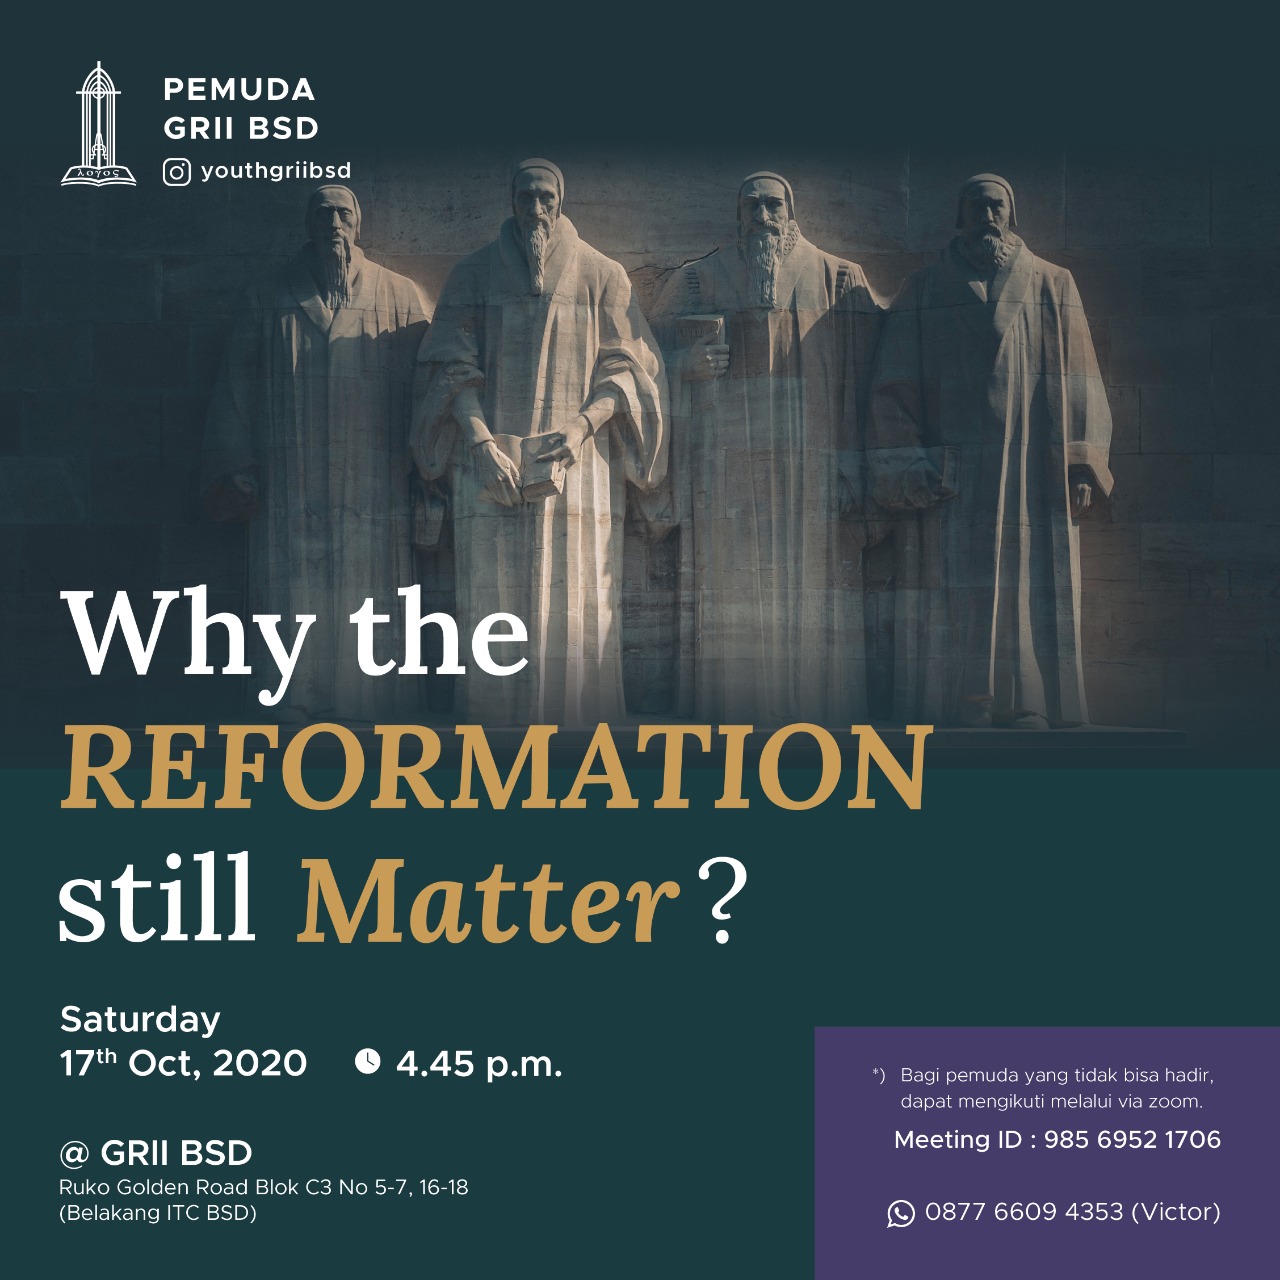 PEMUDA
GRII BSD
youthgriibsd
λογος
Why the
REFORMATION
still Matter?
Saturday
17th Oct, 2020 4.45 p.m.
@ GRII BSD
Ruko Golden Road Blok C3 No 5-7, 16-18
(Belakang ITC BSD)
*) Bagi pemuda yang tidak bisa hadir,
dapat mengikuti melalui via zoom.
Meeting ID : 985 6952 1706
0877 6609 4353 (Victor)